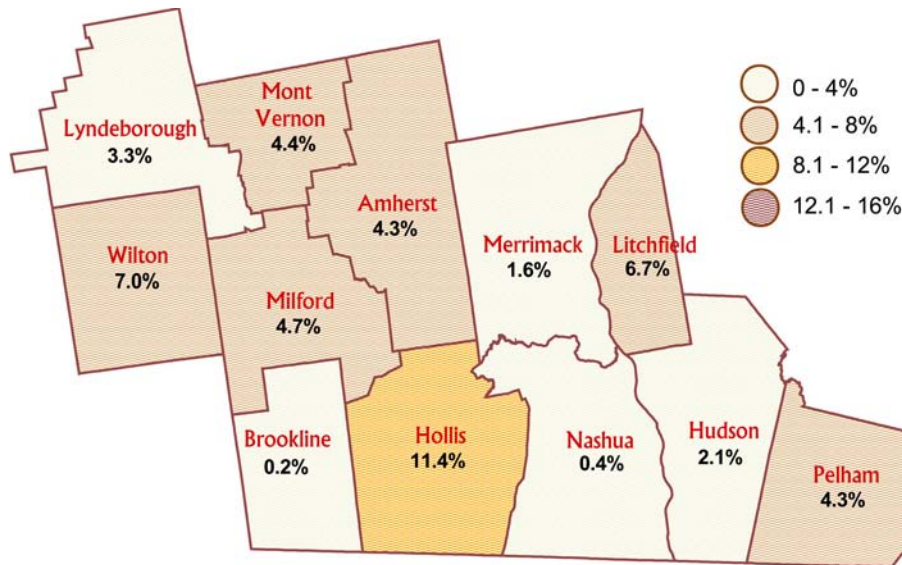 Lyndeborough
3.3%
Mont
Vernon
4.4%
Amherst
4.3%
Wilton
7.0%
Milford
4.7%
Merrimack
1.6%
Litchfield
6.7%
Brookline
0.2%
Hollis
11.4%
Nashua
0.4%
Hudson
2.1%
Pelham
4.3%
0 - 4%
4.1 - 8%
8.1 - 12%
12.1 - 16%